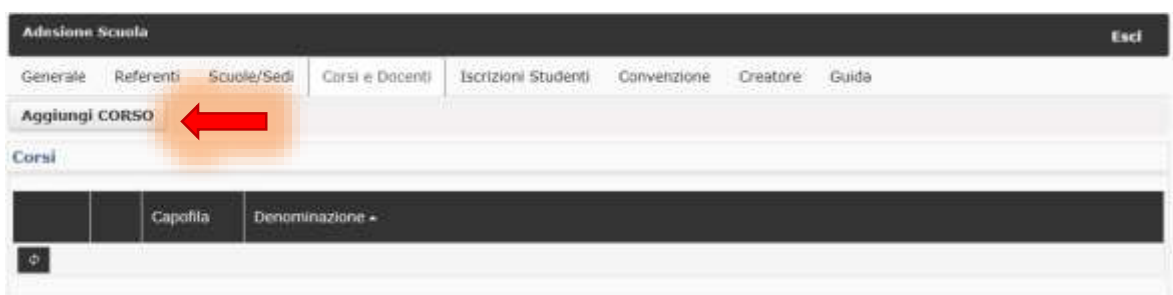 Adesione Scuola Esci
Generale Referenti Scuole/Sedi Corsi e Docenti Iscrizioni Studenti Convenzione Creatore Guida
Aggiungi CORSO
Corsi
Capofila Denominazione